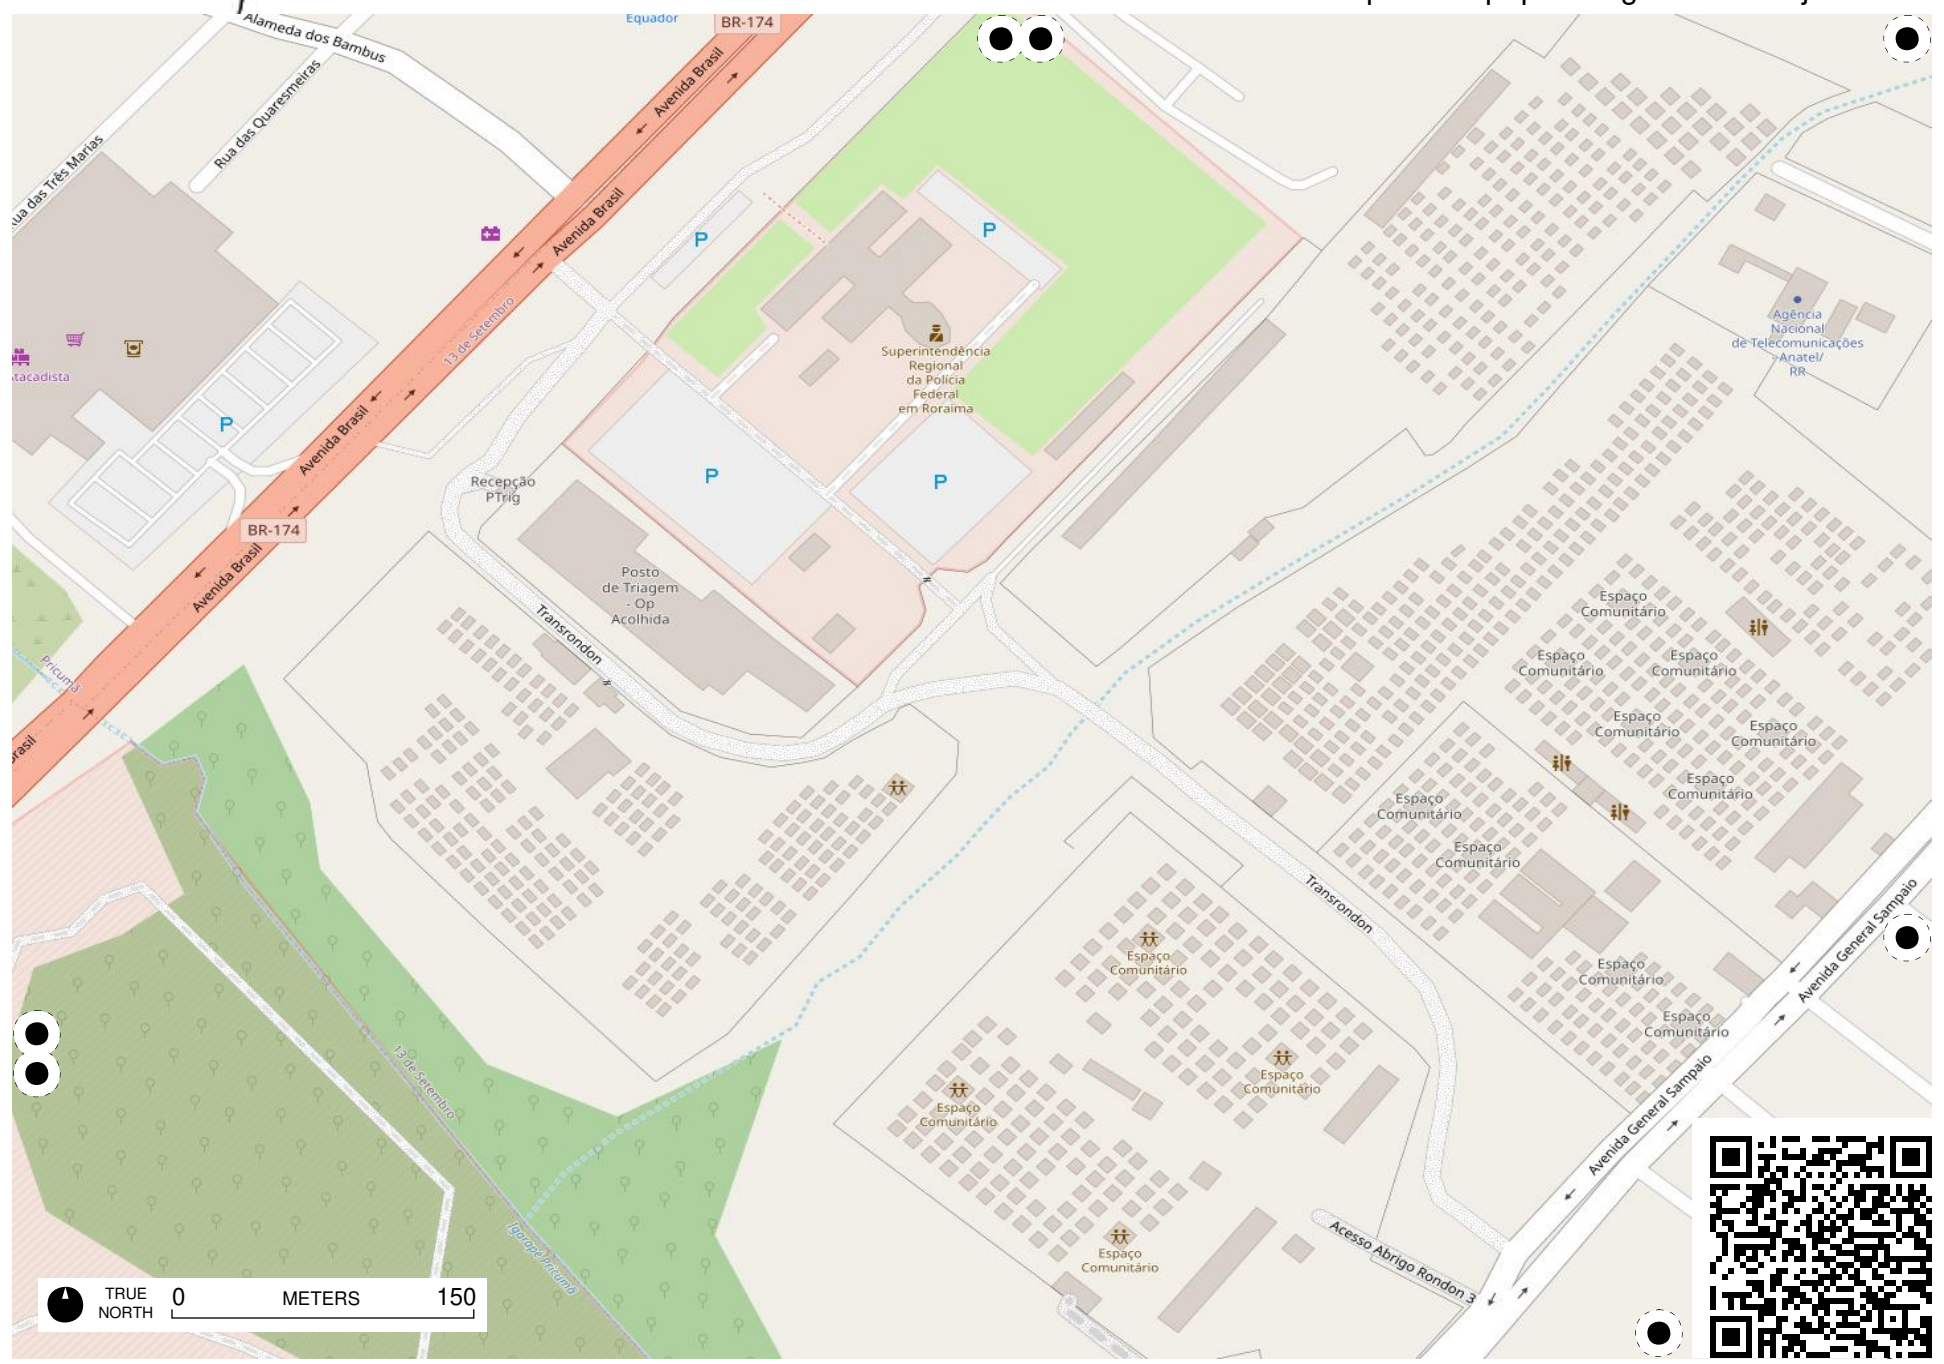 Alameda dos Bambus
Equador
BR-174
Avenida Brasil
Rua das Quaresmeiras
Rua das Três Marias
Avenida Brasil
P
P
13 de Setembro
Agência
Nacional
de Telecomunicações
- Anatel/
RR
Superintendência
Regional
da Polícia
Federal
em Roraima
Atacadista
P
Avenida Brasil
P
P
Recepção
PTrig
BR-174
Avenida Brasil
Posto
de Triagem
- Op
Acolhida
Transrondon
Espaço
Comunitário
Espaço
Comunitário
Espaço
Comunitário
Pricumã
Espaço
Comunitário
Espaço
Comunitário
Brasil
Espaço
Comunitário
Espaço
Comunitário
Espaço
Comunitário
Transrondon
Avenida General Sampaio
Espaço
Comunitário
Espaço
Comunitário
Espaço
Comunitário
13 de Setembro
Espaço
Comunitário
Espaço
Comunitário
Avenida General Sampaio
Igarapé Pricumã
Espaço
Comunitário
Acesso Abrigo Rondon 3
TRUE
NORTH
0 METERS 150